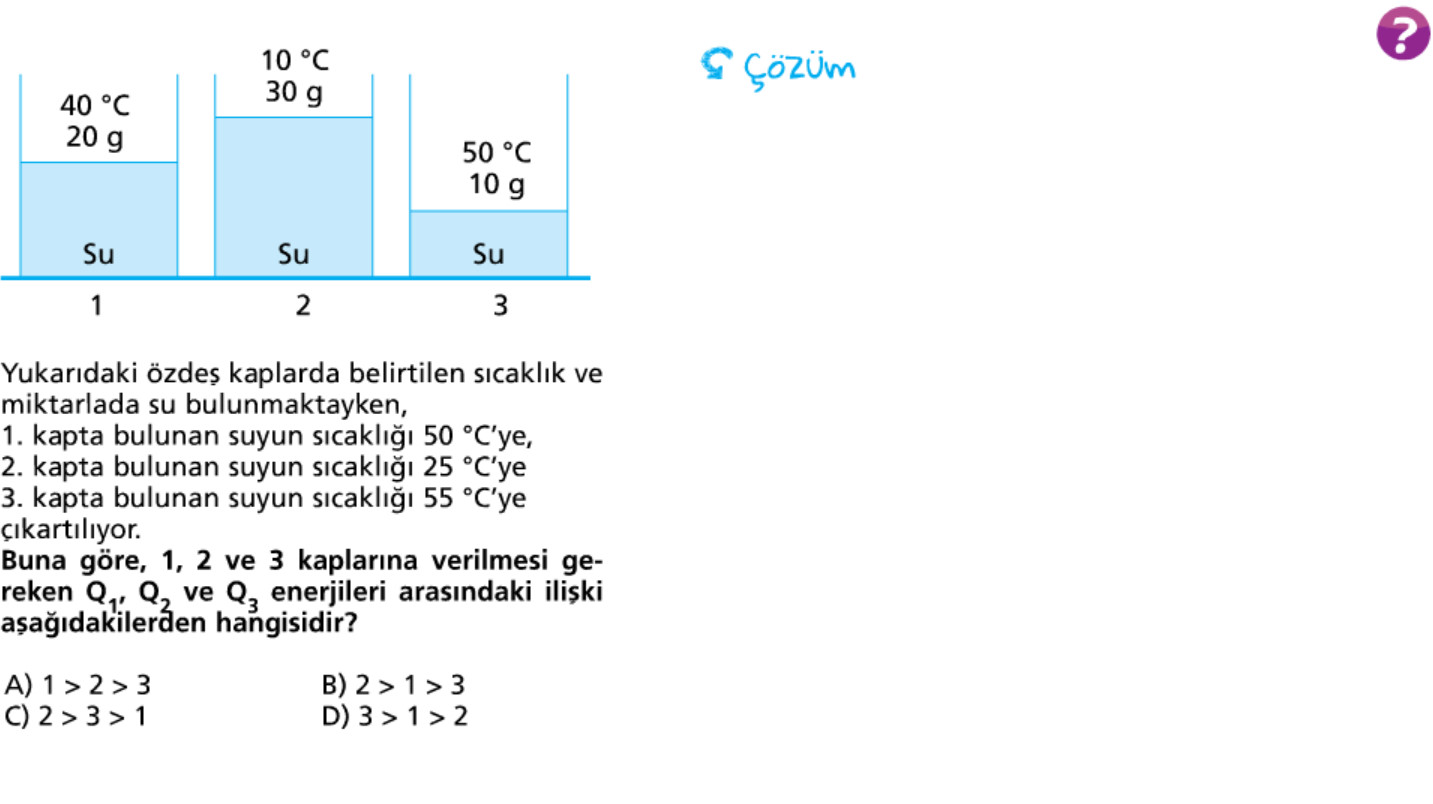 40 °C
20 g
10 °C
30 g
50 °C
10 g
Su
Su
Su
1
2
3
Yukarıdaki özdeş kaplarda belirtilen sıcaklık ve
miktarlada su bulunmaktayken,
1. kapta bulunan suyun sıcaklığı 50 °C’ye,
2. kapta bulunan suyun sıcaklığı 25 °C’ye
3. kapta bulunan suyun sıcaklığı 55 °C’ye
çıkartılıyor.
Buna göre, 1, 2 ve 3 kaplarına verilmesi ge-
reken Q₁, Q₂ ve Q₃ enerjileri arasındaki ilişki
aşağıdakilerden hangisidir?
A) 1 > 2 > 3
B) 2 > 1 > 3
C) 2 > 3 > 1
D) 3 > 1 > 2
Çözüm
?